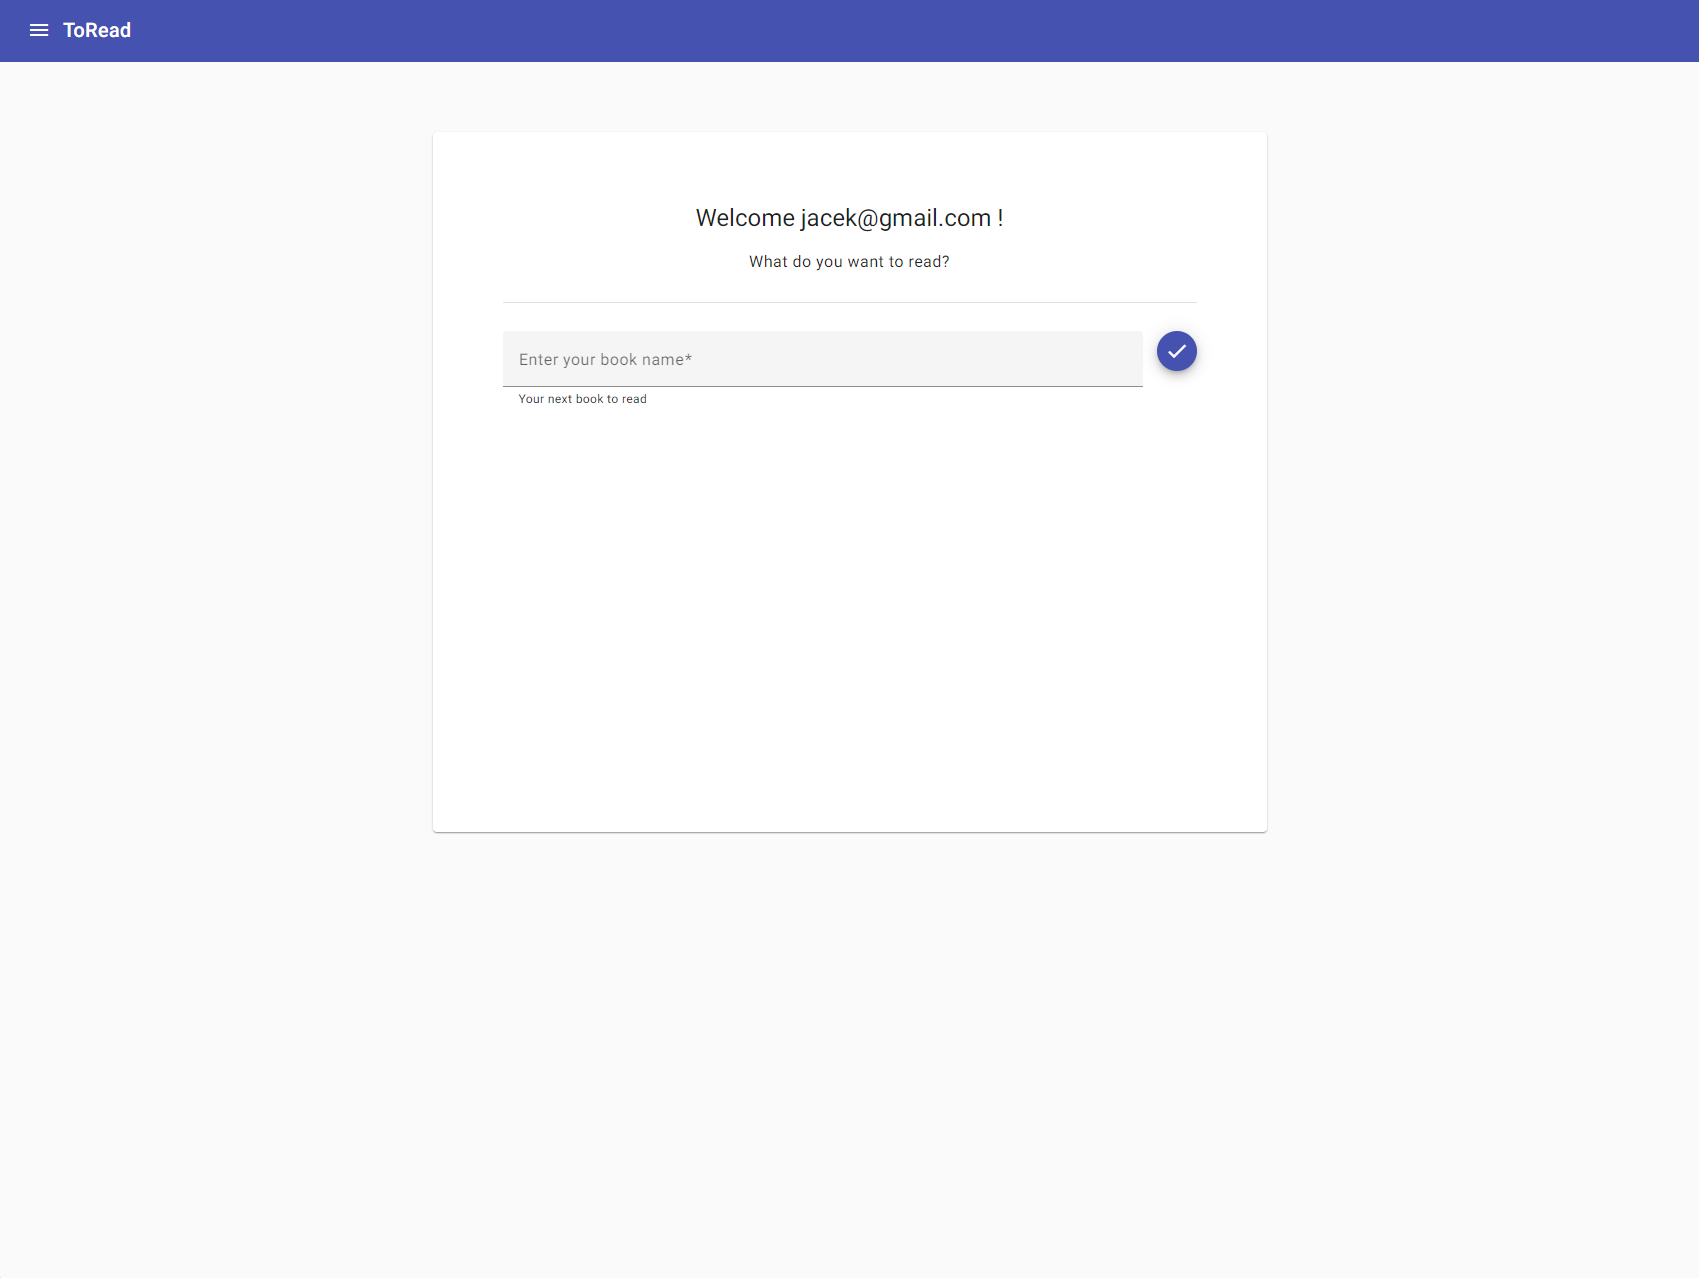 ToRead
Welcome jacek@gmail.com !
What do you want to read?
Enter your book name*
Your next book to read